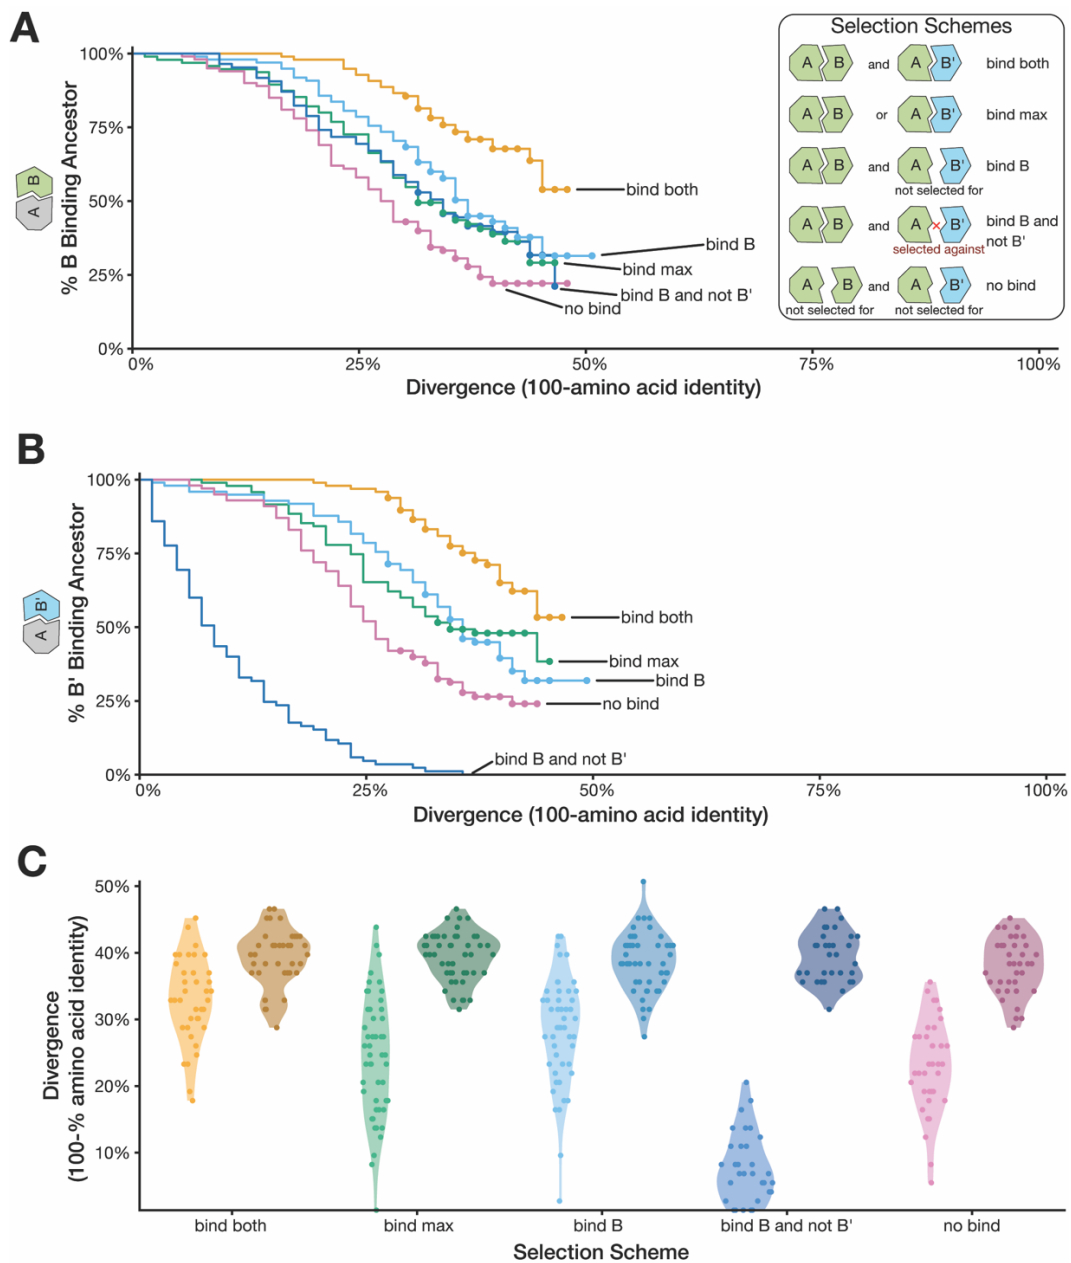 A
Selection Schemes
A B and A B' bind both
A B or A B' bind max
A B and A B' bind B
not selected for
A B and A × B' bind B and
not B'
selected against
A B and A B' no bind
not selected for not selected for
% B Binding Ancestor
B
A
100%
75%
50%
25%
0%
bind both
bind B
bind max
bind B and not B'
no bind
0% 25% 50% 75% 100%
Divergence (100-amino acid identity)
B
% B' Binding Ancestor
B'
A
100%
75%
50%
25%
0%
bind both
bind max
bind B
no bind
bind B and not B'
0% 25% 50% 75% 100%
Divergence (100-amino acid identity)
C
Divergence
(100-% amino acid identity)
50%
40%
30%
20%
10%
bind both bind max bind B bind B and not B' no bind
Selection Scheme